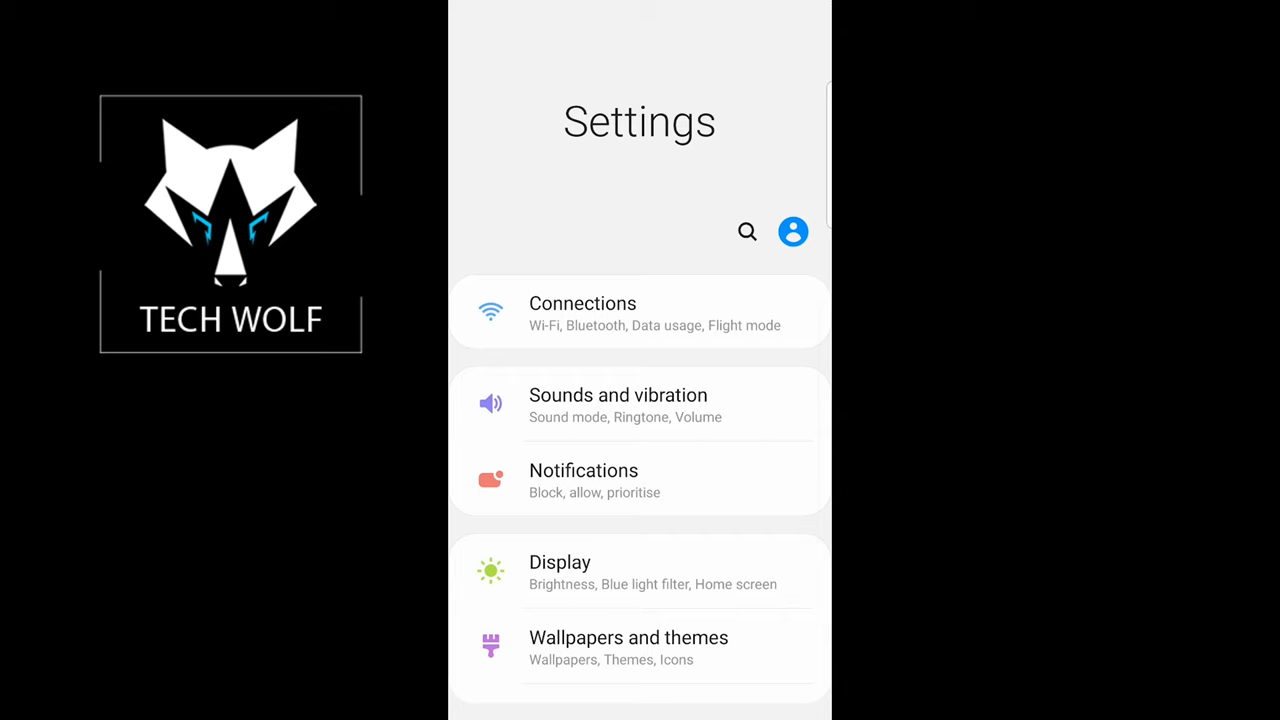 TECH WOLF
Settings
Connections
Wi-Fi, Bluetooth, Data usage, Flight mode
Sounds and vibration
Sound mode, Ringtone, Volume
Notifications
Block, allow, prioritise
Display
Brightness, Blue light filter, Home screen
Wallpapers and themes
Wallpapers, Themes, Icons